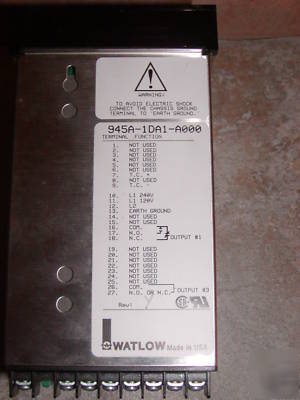 WARNING:
TO AVOID ELECTRIC SHOCK
CONNECT THE CHASSIS GROUND
TERMINAL TO EARTH GROUND.
945A-1DA1-A000
TERMINAL FUNCTION
1. NOT USED
2. NOT USED
3. NOT USED
4. NOT USED
5. NOT USED
6. NOT USED
7. T.C. +
8. NOT USED
9. T.C. -
10. L1 240V
11. L1 120V
12. L2
13. EARTH GROUND
14. NOT USED
15. NOT USED
16. COM.
17. N.O.
18. N.C. OUTPUT #1
19. NOT USED
20. NOT USED
21. NOT USED
22. NOT USED
23. NOT USED
24. NOT USED
25. NOT USED
26. COM.
27. N.O. OR N.C. OUTPUT #3
Rev:
WATLOW Made in USA